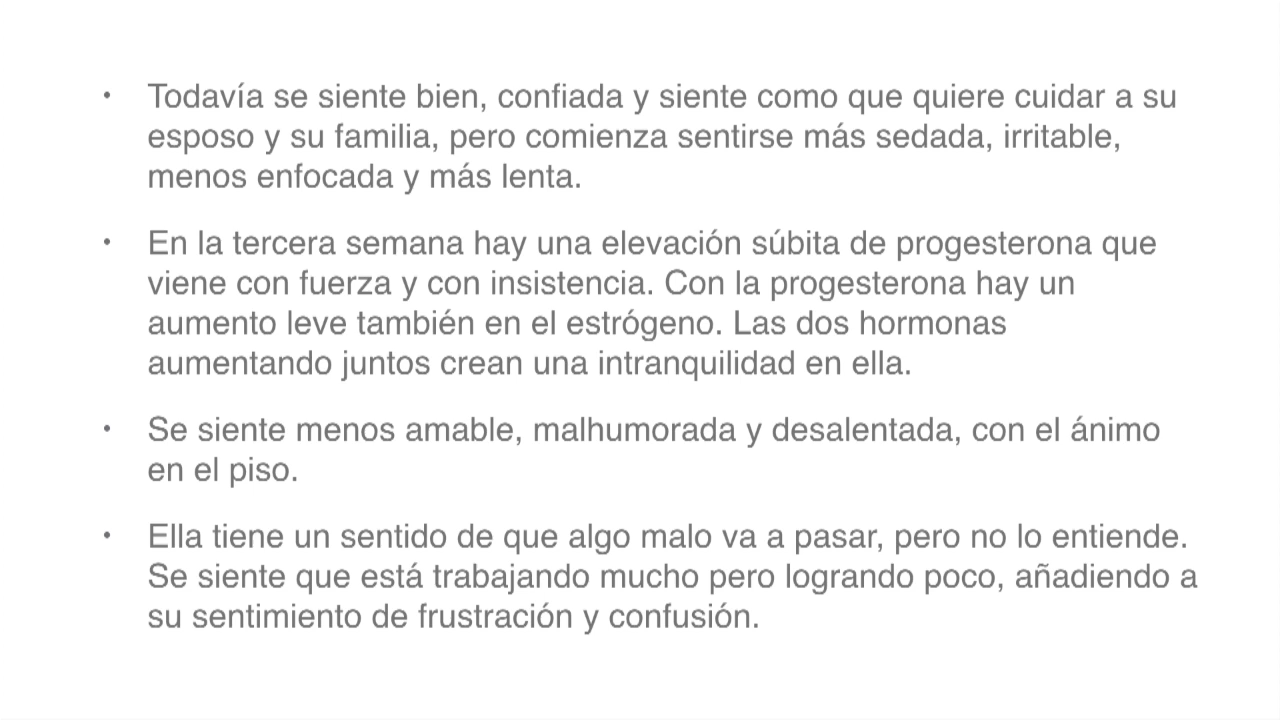 • Todavía se siente bien, confiada y siente como que quiere cuidar a su
esposo y su familia, pero comienza sentirse más sedada, irritable,
menos enfocada y más lenta.
• En la tercera semana hay una elevación súbita de progesterona que
viene con fuerza y con insistencia. Con la progesterona hay un
aumento leve también en el estrógeno. Las dos hormonas
aumentando juntos crean una intranquilidad en ella.
• Se siente menos amable, malhumorada y desalentada, con el ánimo
en el piso.
• Ella tiene un sentido de que algo malo va a pasar, pero no lo entiende.
Se siente que está trabajando mucho pero logrando poco, añadiendo a
su sentimiento de frustración y confusión.